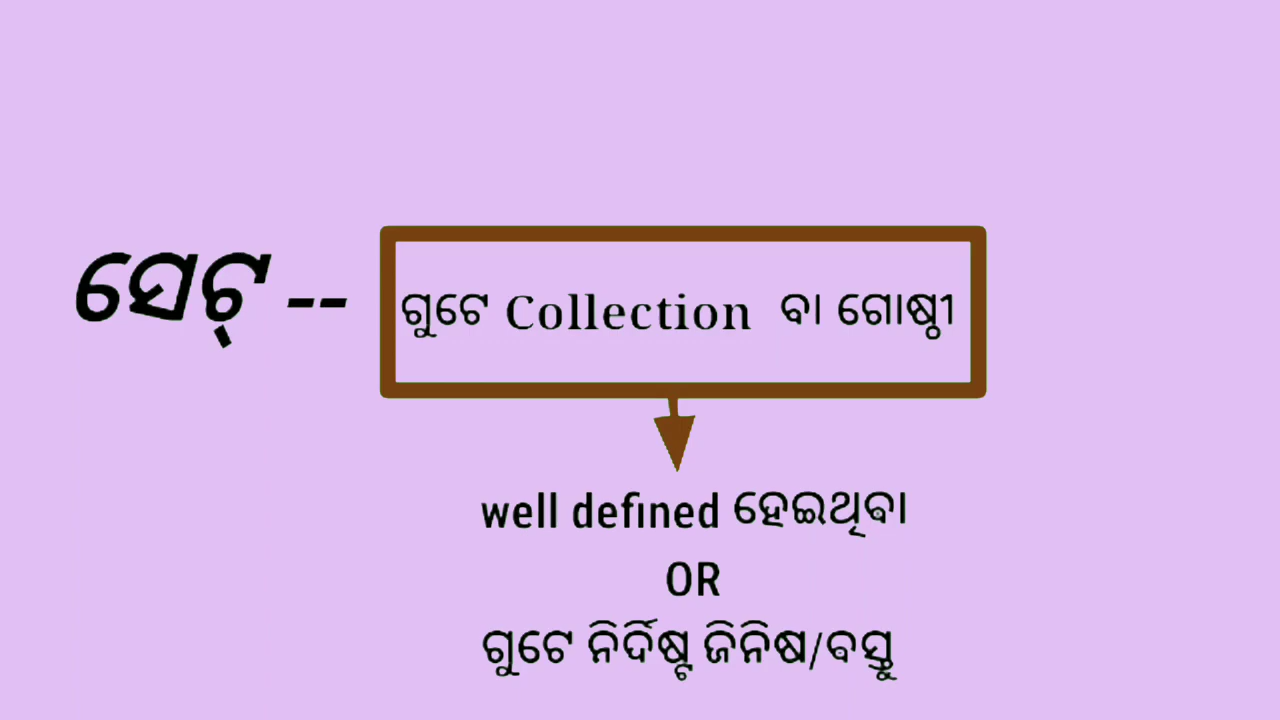 ସେଟ୍ -- ଗୁଟେ Collection ବା ଗୋଷ୍ଠୀ
well defined ହେଇଥିବା
OR
ଗୁଟେ ନିର୍ଦିଷ୍ଟ ଜିନିଷ/ବସ୍ତୁ